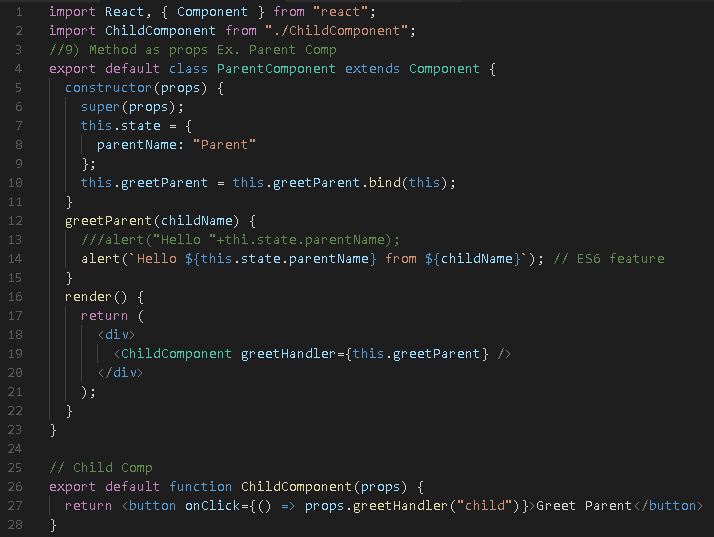 1 import React, { Component } from "react";
2 import ChildComponent from "./ChildComponent";
3 //9) Method as props Ex. Parent Comp
4 export default class ParentComponent extends Component {
5   constructor(props) {
6     super(props);
7     this.state = {
8       parentName: "Parent"
9     };
10     this.greetParent = this.greetParent.bind(this);
11   }
12   greetParent(childName) {
13     ///alert("Hello "+thi.state.parentName);
14     alert(`Hello ${this.state.parentName} from ${childName}`); // ES6 feature
15   }
16   render() {
17     return (
18       <div>
19         <ChildComponent greetHandler={this.greetParent} />
20       </div>
21     );
22   }
23 }
24
25 // Child Comp
26 export default function ChildComponent(props) {
27   return <button onClick={() => props.greetHandler("child")}>Greet Parent</button>
28 }